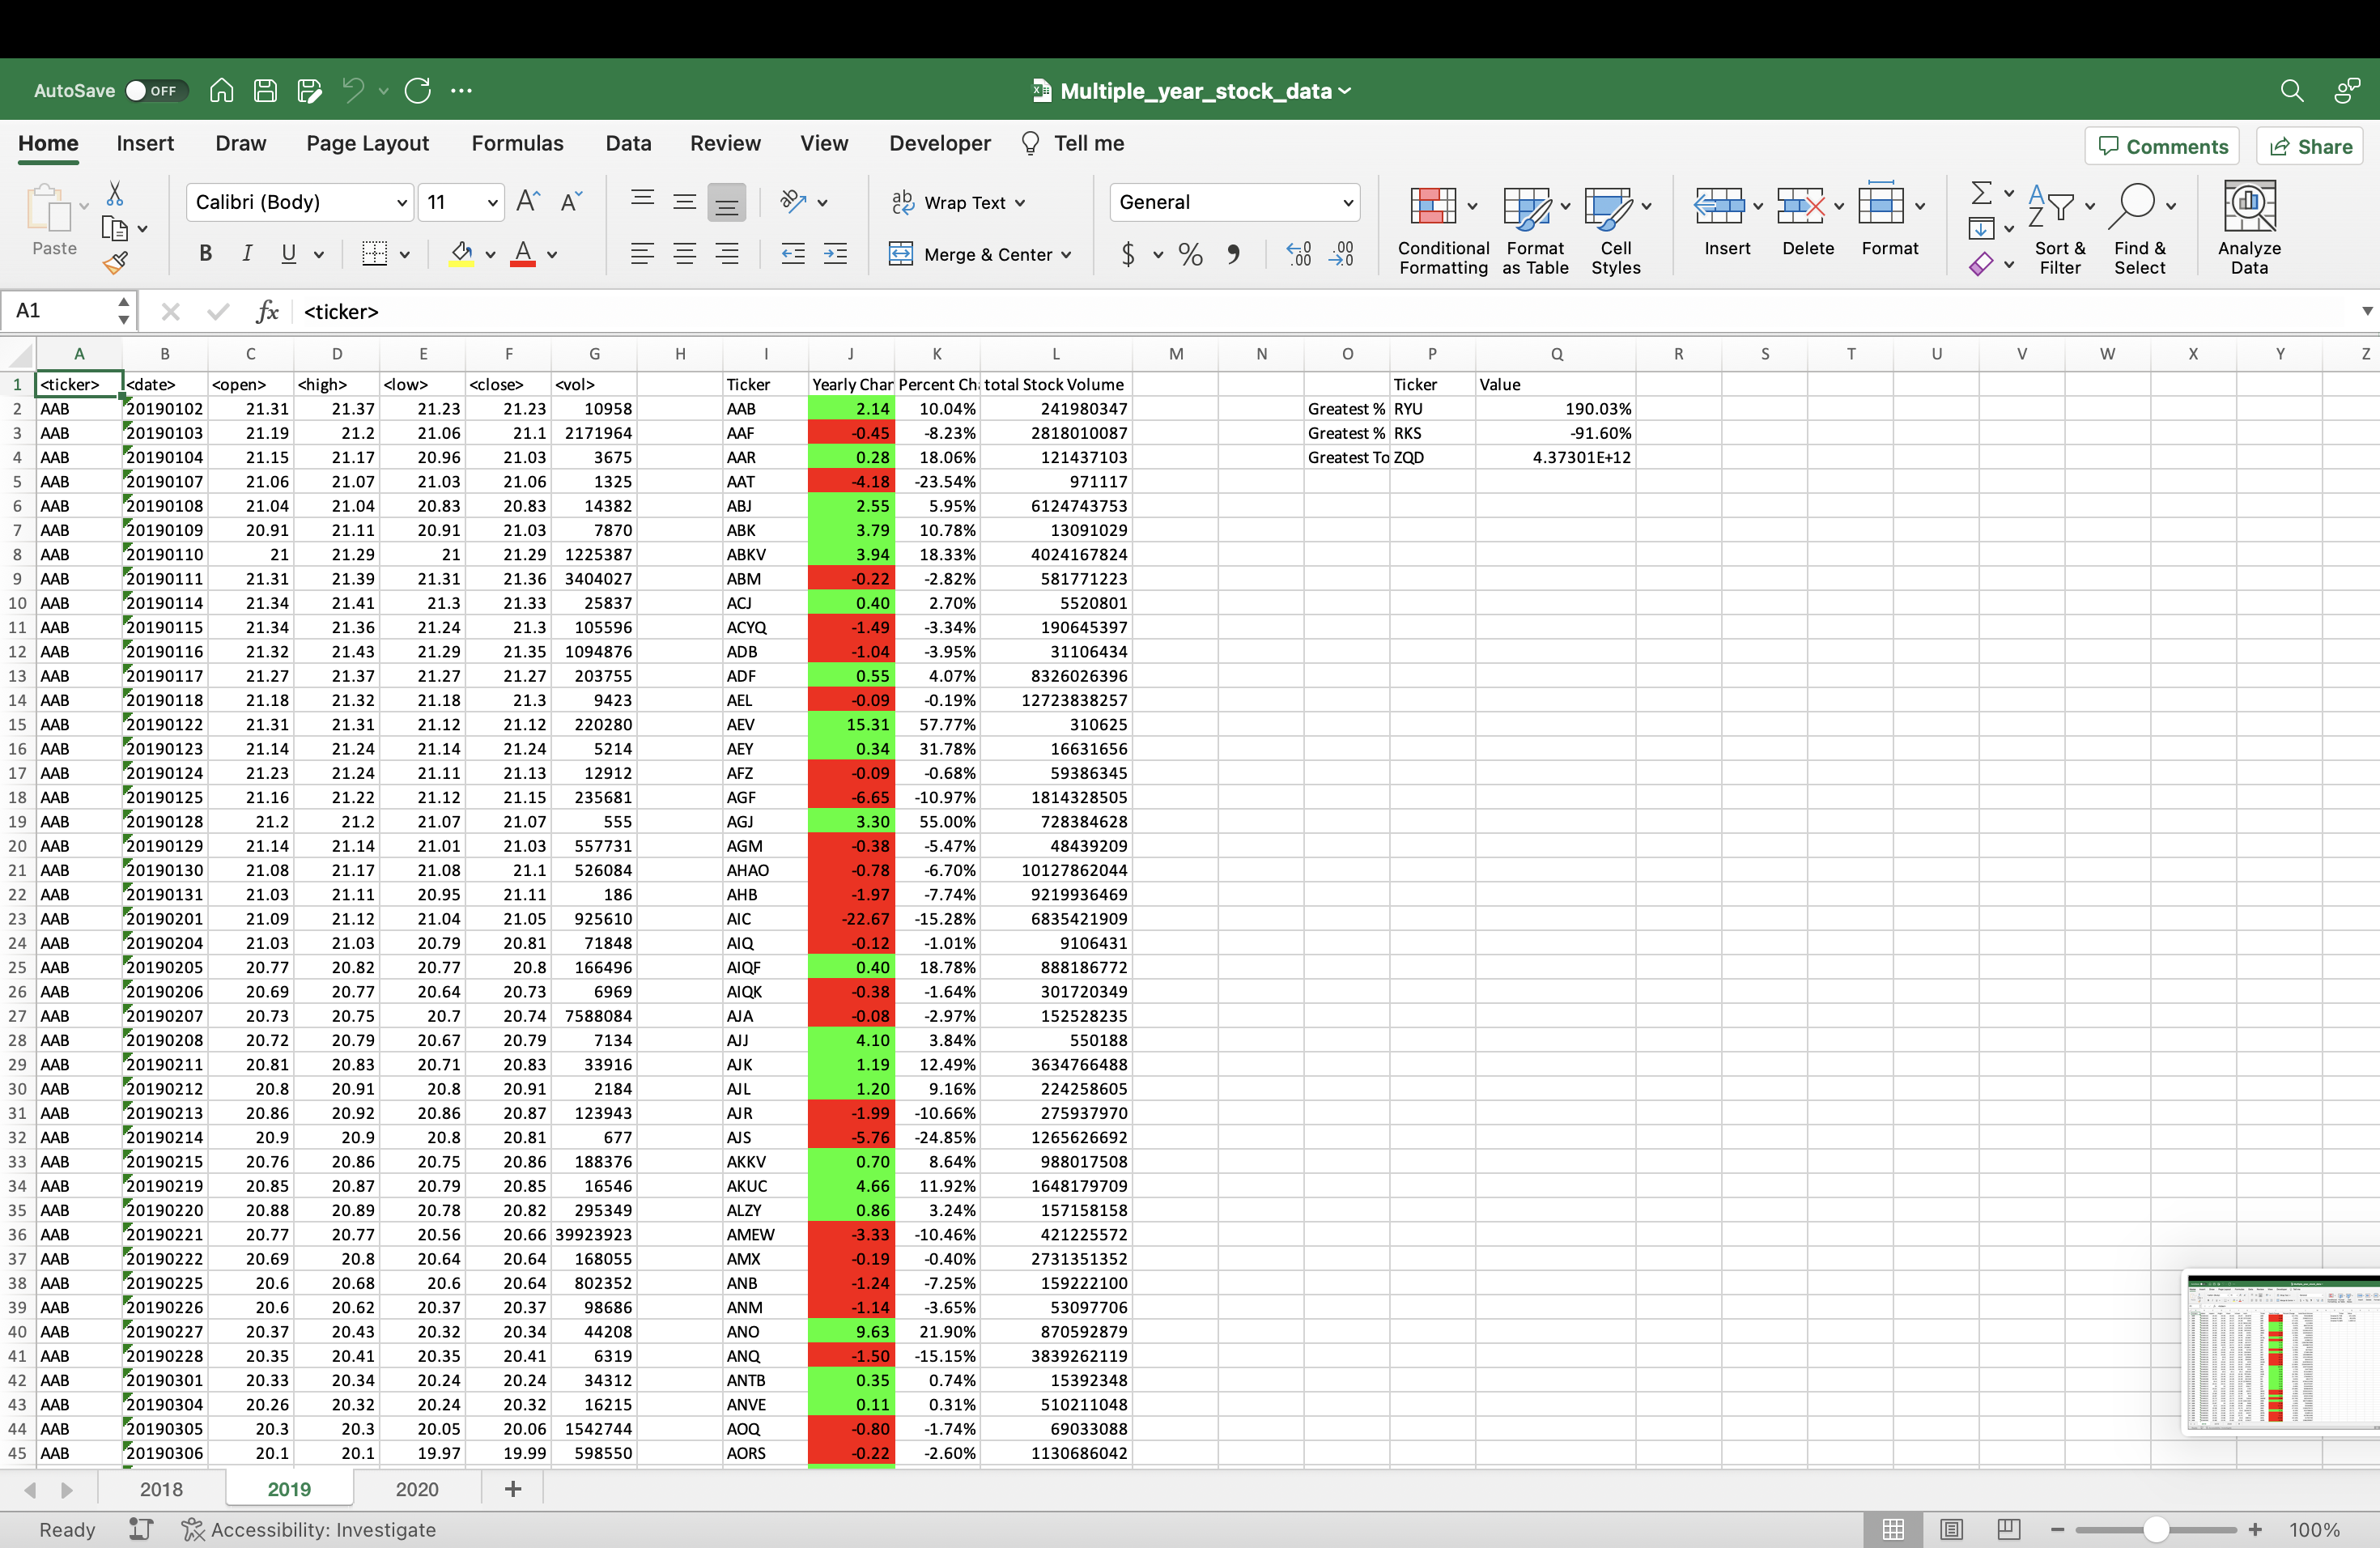 AutoSave OFF Multiple_year_stock_data
Home Insert Draw Page Layout Formulas Data Review View Developer Tell me Comments Share
Paste Calibri (Body) 11 Wrap Text General Conditional Formatting Format as Table Cell Styles Insert Delete Format Sort & Filter Find & Select Analyze Data
B I U Merge & Center $ %
A1 fx <ticker>
A B C D E F G H I J K L M N O P Q R S T U V W X Y Z
1 <ticker> <date> <open> <high> <low> <close> <vol> Ticker Yearly Char Percent Ch total Stock Volume Ticker Value
2 AAB 20190102 21.31 21.37 21.23 21.23 10958 AAB 2.14 10.04% 241980347 Greatest % RYU 190.03%
3 AAB 20190103 21.19 21.2 21.06 21.1 2171964 AAF -0.45 -8.23% 2818010087 Greatest % RKS -91.60%
4 AAB 20190104 21.15 21.17 20.96 21.03 3675 AAR 0.28 18.06% 121437103 Greatest To ZQD 4.37301E+12
5 AAB 20190107 21.06 21.07 21.03 21.06 1325 AAT -4.18 -23.54% 971117
6 AAB 20190108 21.04 21.04 20.83 20.83 14382 ABJ 2.55 5.95% 6124743753
7 AAB 20190109 20.91 21.11 20.91 21.03 7870 ABK 3.79 10.78% 13091029
8 AAB 20190110 21 21.29 21 21.29 1225387 ABKV 3.94 18.33% 4024167824
9 AAB 20190111 21.31 21.39 21.31 21.36 3404027 ABM -0.22 -2.82% 581771223
10 AAB 20190114 21.34 21.41 21.3 21.33 25837 ACJ 0.40 2.70% 5520801
11 AAB 20190115 21.34 21.36 21.24 21.3 105596 ACYQ -1.49 -3.34% 190645397
12 AAB 20190116 21.32 21.43 21.29 21.35 1094876 ADB -1.04 -3.95% 31106434
13 AAB 20190117 21.27 21.37 21.27 21.27 203755 ADF 0.55 4.07% 8326026396
14 AAB 20190118 21.18 21.32 21.18 21.3 9423 AEL -0.09 -0.19% 12723838257
15 AAB 20190122 21.31 21.31 21.12 21.12 220280 AEV 15.31 57.77% 310625
16 AAB 20190123 21.14 21.24 21.14 21.24 5214 AEY 0.34 31.78% 16631656
17 AAB 20190124 21.23 21.24 21.11 21.13 12912 AFZ -0.09 -0.68% 59386345
18 AAB 20190125 21.16 21.22 21.12 21.15 235681 AGF -6.65 -10.97% 1814328505
19 AAB 20190128 21.2 21.2 21.07 21.07 555 AGJ 3.30 55.00% 728384628
20 AAB 20190129 21.14 21.14 21.01 21.03 557731 AGM -0.38 -5.47% 48439209
21 AAB 20190130 21.08 21.17 21.08 21.1 526084 AHAO -0.78 -6.70% 10127862044
22 AAB 20190131 21.03 21.11 20.95 21.11 186 AHB -1.97 -7.74% 9219936469
23 AAB 20190201 21.09 21.12 21.04 21.05 925610 AIC -22.67 -15.28% 6835421909
24 AAB 20190204 21.03 21.03 20.79 20.81 71848 AIQ -0.12 -1.01% 9106431
25 AAB 20190205 20.77 20.82 20.77 20.8 166496 AIQF 0.40 18.78% 888186772
26 AAB 20190206 20.69 20.77 20.64 20.73 6969 AIQK -0.38 -1.64% 301720349
27 AAB 20190207 20.73 20.75 20.7 20.74 7588084 AJA -0.08 -2.97% 152528235
28 AAB 20190208 20.72 20.79 20.67 20.79 7134 AJJ 4.10 3.84% 550188
29 AAB 20190211 20.81 20.83 20.71 20.83 33916 AJK 1.19 12.49% 3634766488
30 AAB 20190212 20.8 20.91 20.8 20.91 2184 AJL 1.20 9.16% 224258605
31 AAB 20190213 20.86 20.92 20.86 20.87 123943 AJR -1.99 -10.66% 275937970
32 AAB 20190214 20.9 20.9 20.8 20.81 677 AJS -5.76 -24.85% 1265626692
33 AAB 20190215 20.76 20.86 20.75 20.86 188376 AKKV 0.70 8.64% 988017508
34 AAB 20190219 20.85 20.87 20.79 20.85 16546 AKUC 4.66 11.92% 1648179709
35 AAB 20190220 20.88 20.89 20.78 20.82 295349 ALZY 0.86 3.24% 157158158
36 AAB 20190221 20.77 20.77 20.56 20.66 39923923 AMEW -3.33 -10.46% 421225572
37 AAB 20190222 20.69 20.8 20.64 20.64 168055 AMX -0.19 -0.40% 2731351352
38 AAB 20190225 20.6 20.68 20.6 20.64 802352 ANB -1.24 -7.25% 159222100
39 AAB 20190226 20.6 20.62 20.37 20.37 98686 ANM -1.14 -3.65% 53097706
40 AAB 20190227 20.37 20.43 20.32 20.34 44208 ANO 9.63 21.90% 870592879
41 AAB 20190228 20.35 20.41 20.35 20.41 6319 ANQ -1.50 -15.15% 3839262119
42 AAB 20190301 20.33 20.34 20.24 20.24 34312 ANTB 0.35 0.74% 15392348
43 AAB 20190304 20.26 20.32 20.24 20.32 16215 ANVE 0.11 0.31% 510211048
44 AAB 20190305 20.3 20.3 20.05 20.06 1542744 AOQ -0.80 -1.74% 69033088
45 AAB 20190306 20.1 20.1 19.97 19.99 598550 AORS -0.22 -2.60% 1130686042
2018 2019 2020 +
Ready Accessibility: Investigate 100%